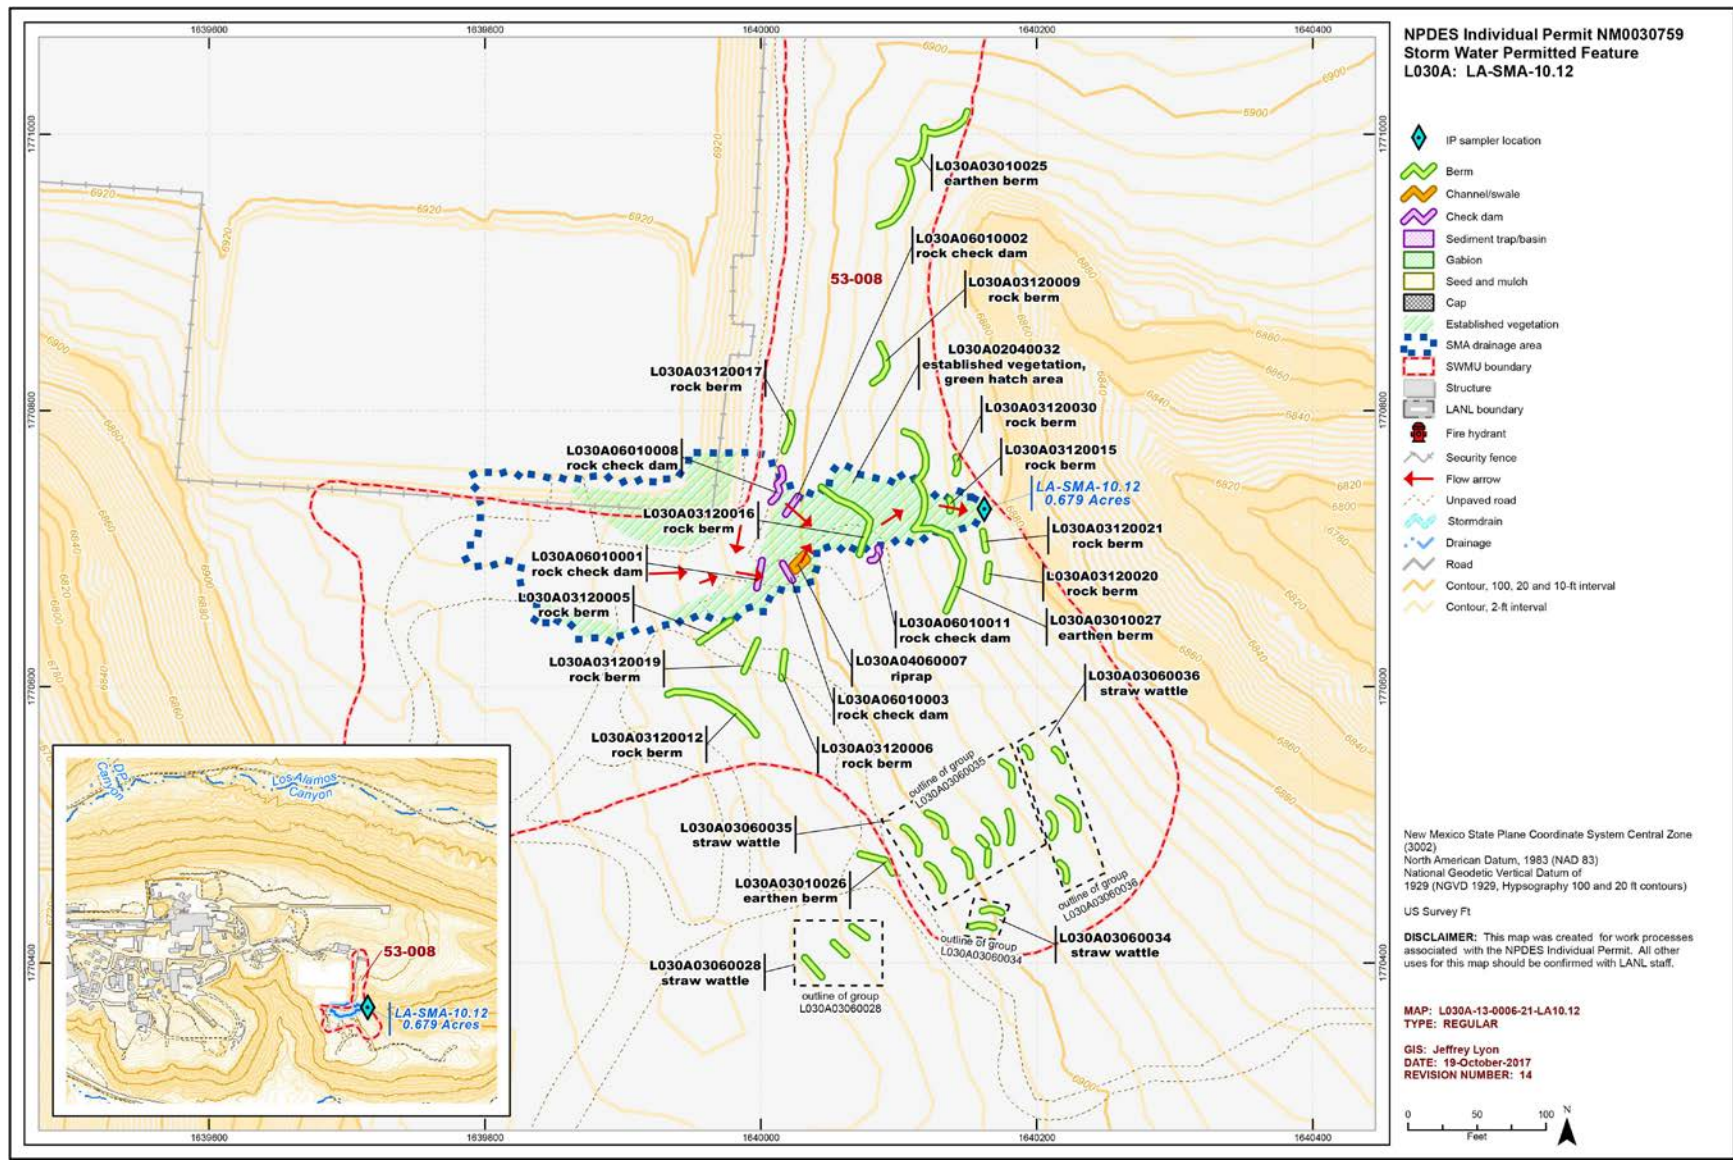 NPDES Individual Permit NM0030759
Storm Water Permitted Feature
L030A: LA-SMA-10.12
IP sampler location
Berm
Channel/swale
Check dam
Sediment trap/basin
Gabion
Seed and mulch
Cap
Established vegetation
SMA drainage area
SWMU boundary
Structure
LANL boundary
Fire hydrant
Security fence
Flow arrow
Unpaved road
Stormdrain
Drainage
Road
Contour, 100, 20 and 10-ft interval
Contour, 2-ft interval
New Mexico State Plane Coordinate System Central Zone
(3002)
North American Datum, 1983 (NAD 83)
National Geodetic Vertical Datum of
1929 (NGVD 1929, Hypsography 100 and 20 ft contours)
US Survey Ft
DISCLAIMER: This map was created for work processes
associated with the NPDES Individual Permit. All other
uses for this map should be confirmed with LANL staff.
MAP: L030A-13-0006-21-LA10.12
TYPE: REGULAR
GIS: Jeffrey Lyon
DATE: 19-October-2017
REVISION NUMBER: 14
0 50 100
Feet
N
1639600 1639800 1640000 1640200 1640400
1771000
1770800
1770600
1770400
L030A03010025
earthen berm
L030A06010002
rock check dam
53-008
L030A03120009
rock berm
L030A02040032
established vegetation,
green hatch area
L030A03120017
rock berm
L030A03120030
rock berm
L030A06010008
rock check dam
L030A03120015
rock berm
LA-SMA-10.12
0.679 Acres
L030A03120016
rock berm
L030A03120021
rock berm
L030A06010001
rock check dam
L030A03120020
rock berm
L030A03120005
rock berm
L030A06010011
rock check dam
L030A03010027
earthen berm
L030A03120019
rock berm
L030A04060007
riprap
L030A03060036
straw wattle
L030A06010003
rock check dam
L030A03120012
rock berm
L030A03120006
rock berm
outline of group
L030A03060035
L030A03060035
straw wattle
L030A03010026
earthen berm
outline of group
L030A03060036
outline of group
L030A03060034
L030A03060034
straw wattle
L030A03060028
straw wattle
outline of group
L030A03060028
DP
Canyon
Los Alamos
Canyon
53-008
LA-SMA-10.12
0.679 Acres
1639600 1639800 1640000 1640200 1640400